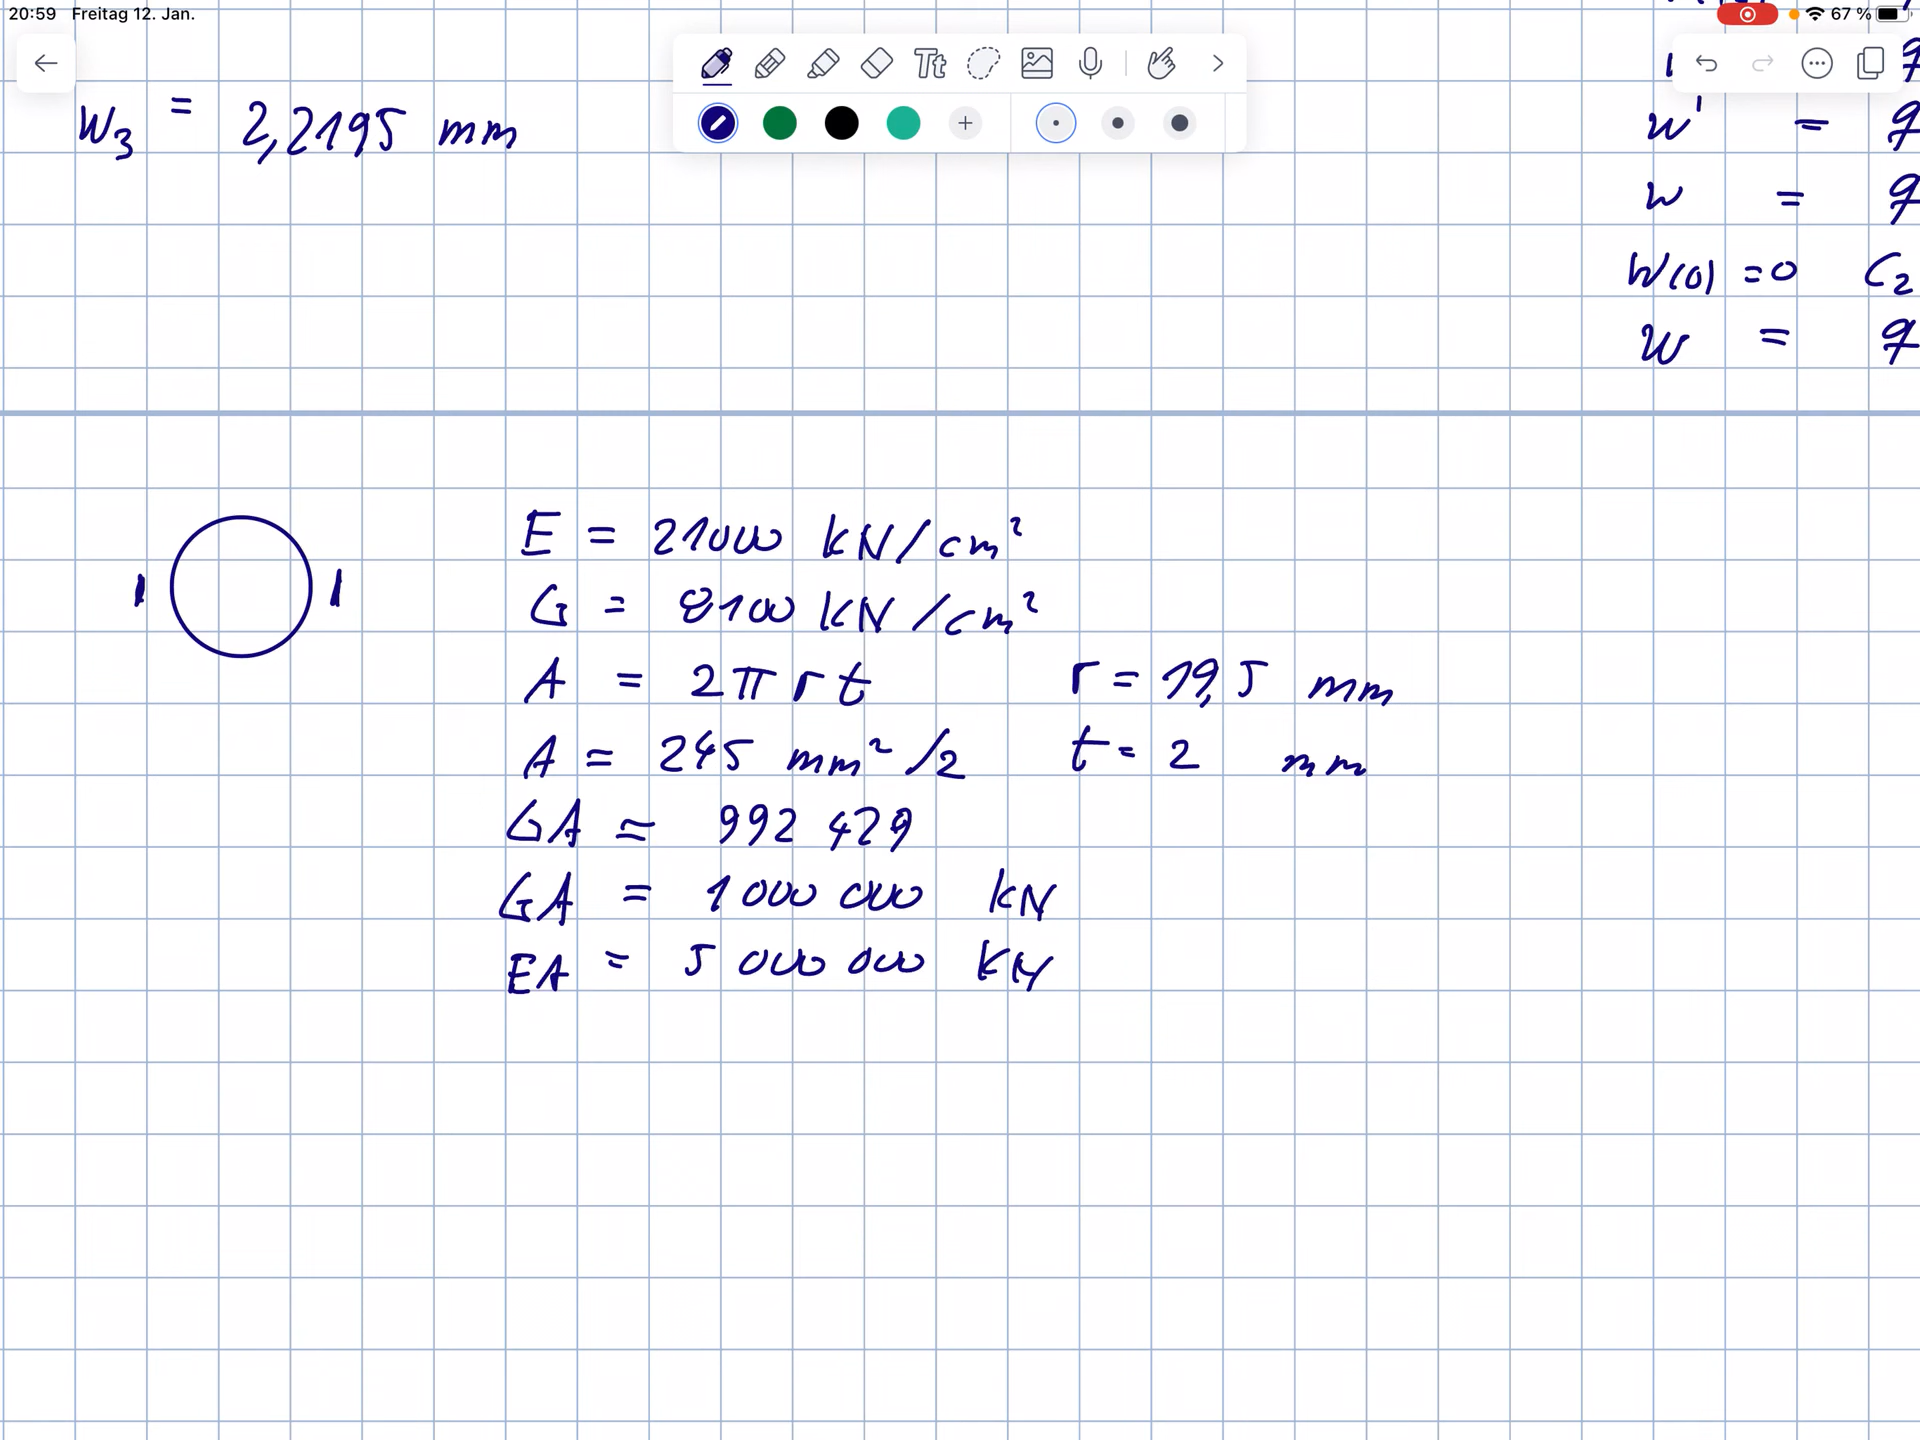 20:59 Freitag 12. Jan.
67 %
Tt
W₃ = 2,2195 mm
w' =
w =
W(0) = 0 C₂
w =
E = 21000 kN/cm²
G = 8100 kN/cm²
A = 2πrt r = 19,5 mm
A = 245 mm²/2 t = 2 mm
GA = 992 429
GA = 1 000 000 kN
EA = 5 000 000 kN